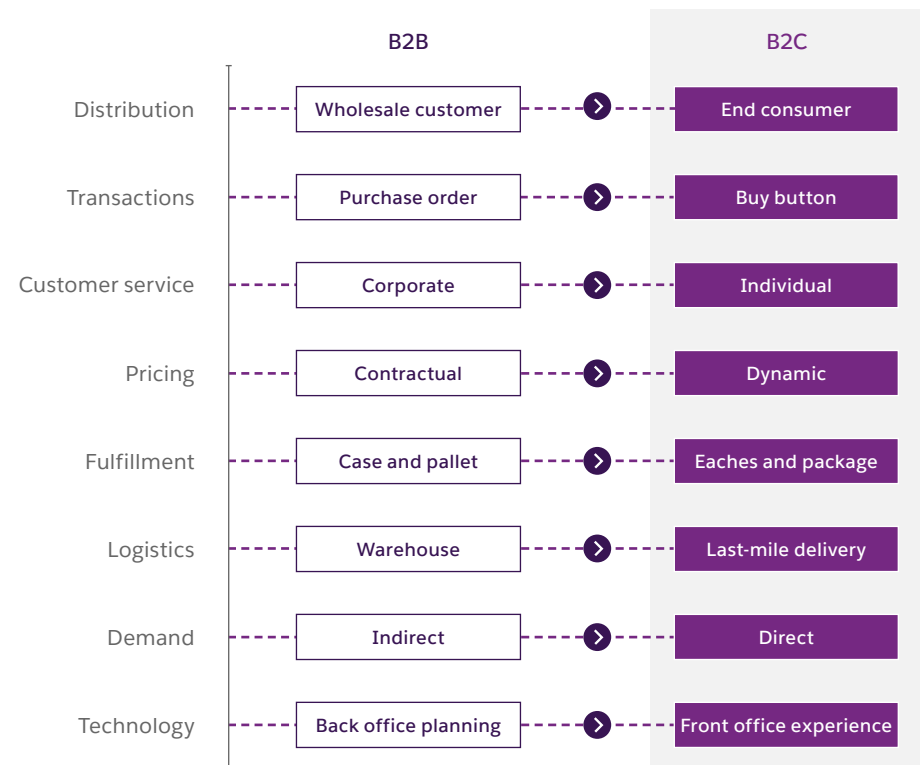 B2B B2C
Distribution Wholesale customer End consumer
Transactions Purchase order Buy button
Customer service Corporate Individual
Pricing Contractual Dynamic
Fulfillment Case and pallet Eaches and package
Logistics Warehouse Last-mile delivery
Demand Indirect Direct
Technology Back office planning Front office experience